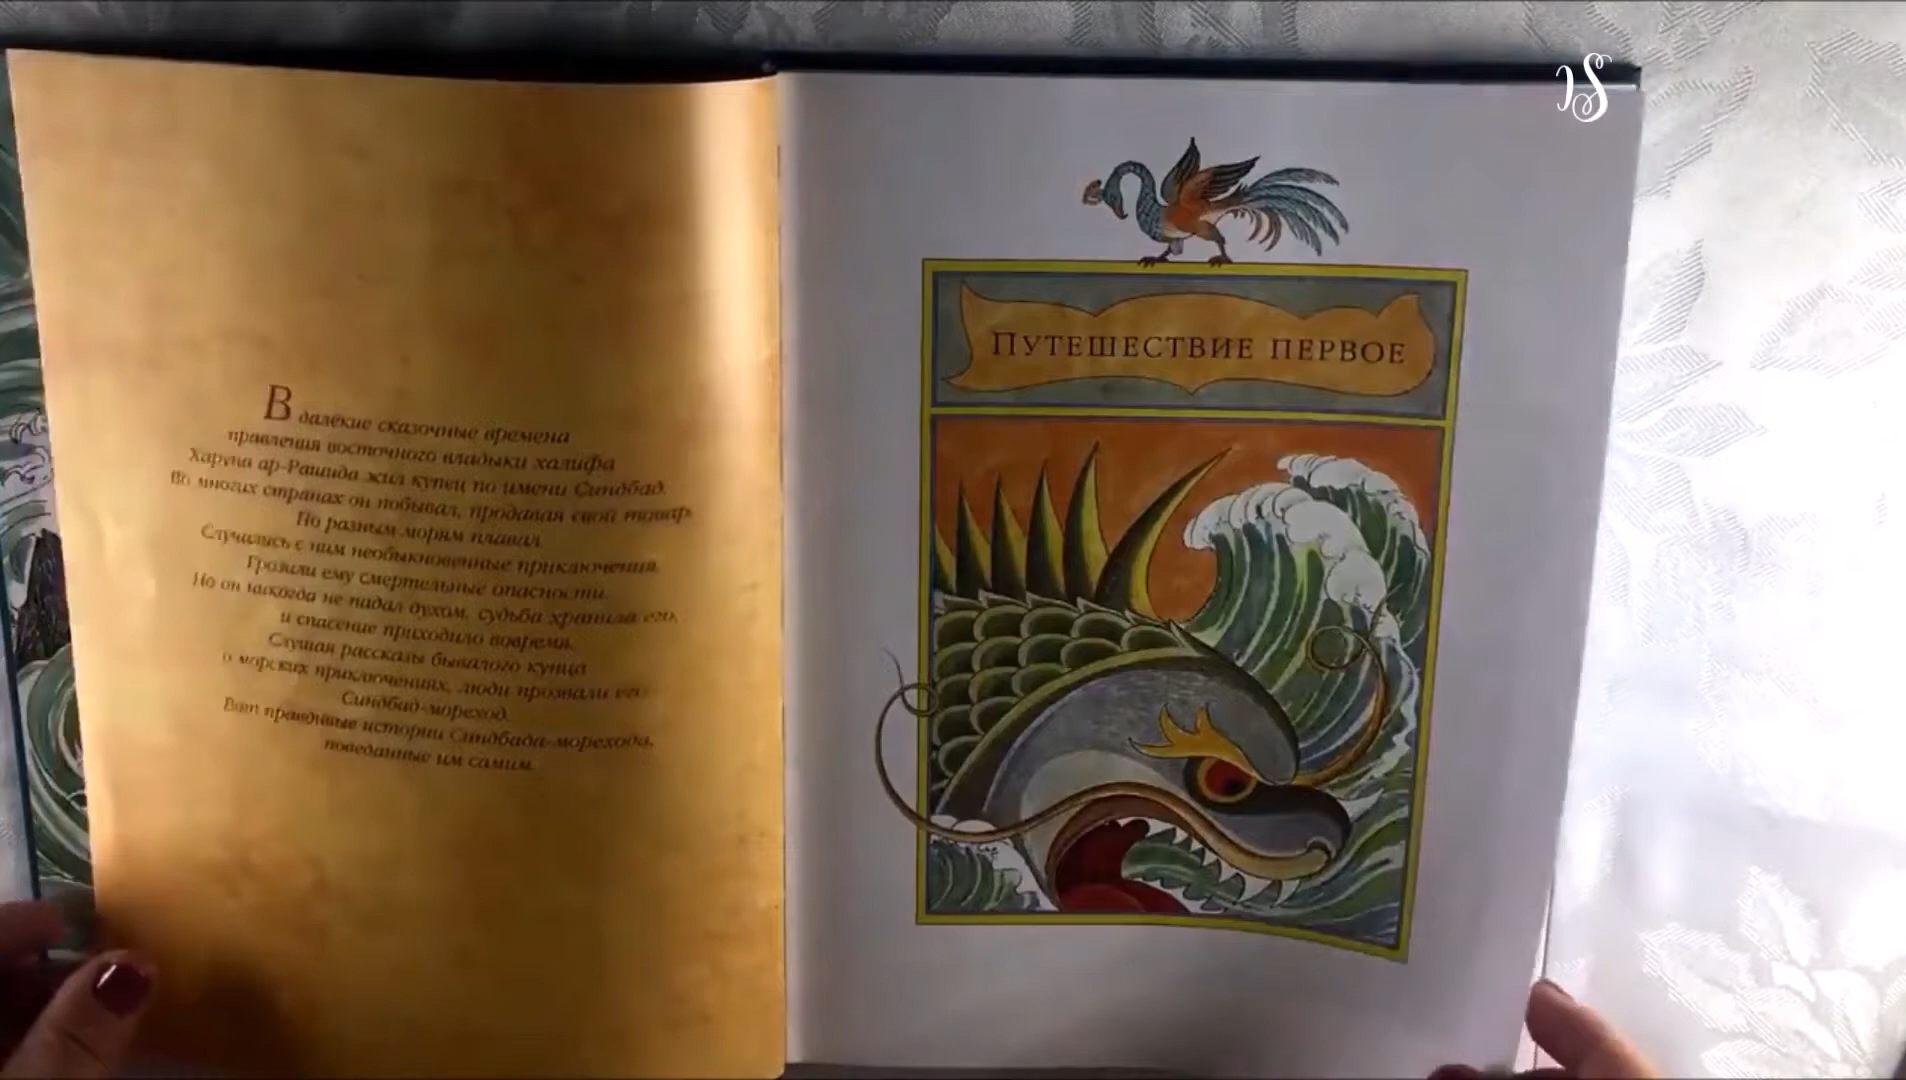 В далёкие сказочные времена
правления восточного владыки халифа
Харуна ар-Рашида жил купец по имени Синдбад.
Во многих странах он побывал, продавая свой товар.
По разным морям плавал.
Случались с ним необыкновенные приключения.
Грозили ему смертельные опасности.
Но он никогда не падал духом, судьба хранила его,
и спасение приходило вовремя.
Слушая рассказы бывалого купца
о морских приключениях, люди прозвали его
Синдбад-мореход.
Вот правдивые истории Синдбада-морехода,
поведанные им самим.
ПУТЕШЕСТВИЕ ПЕРВОЕ